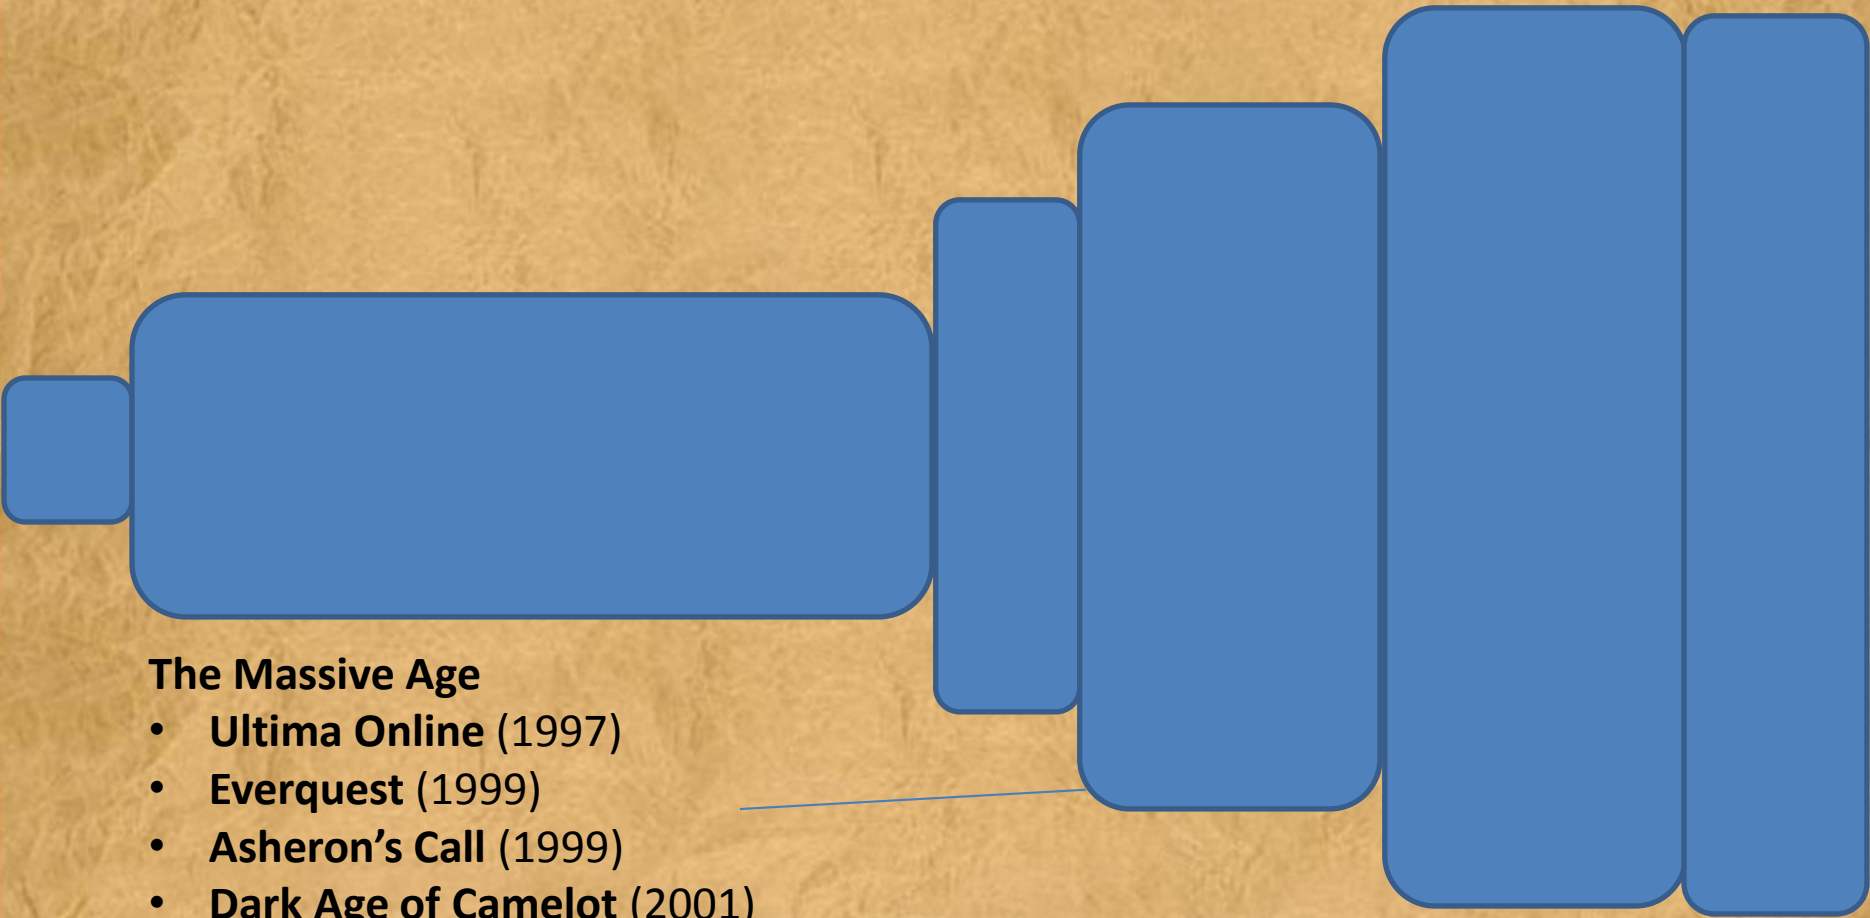 The Massive Age
• Ultima Online (1997)
• Everquest (1999)
• Asheron’s Call (1999)
• Dark Age of Camelot (2001)